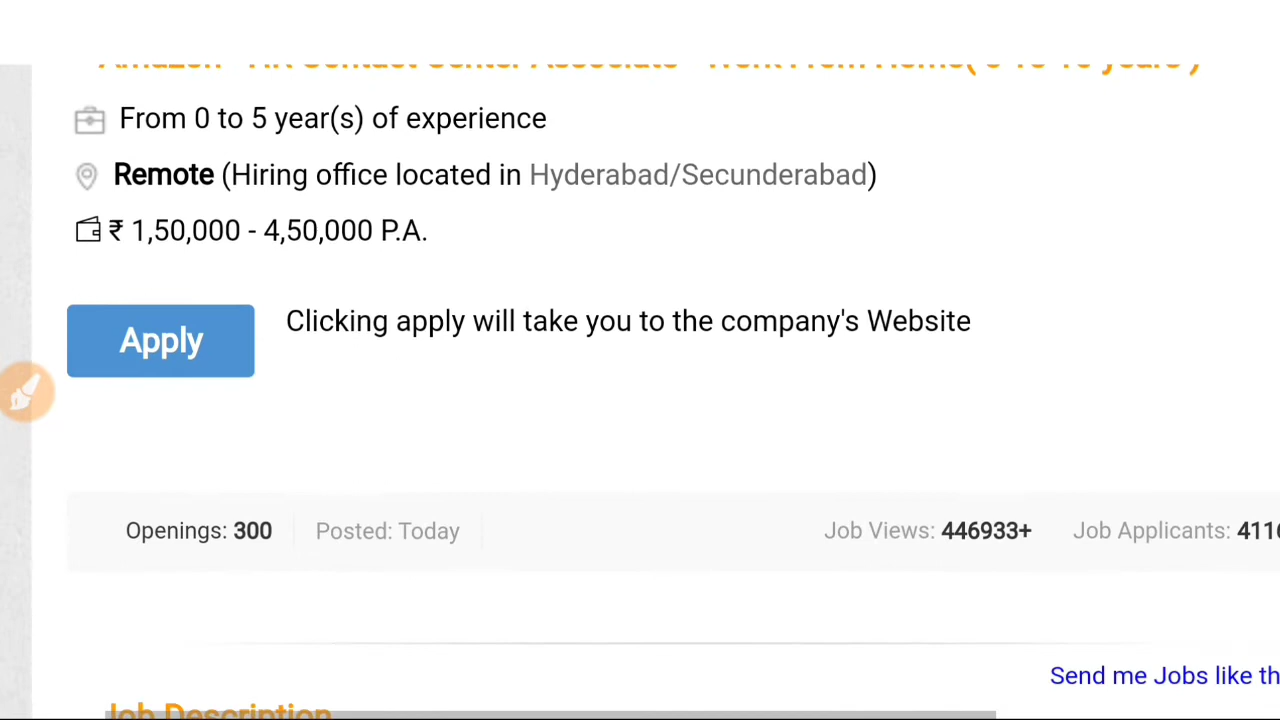 From 0 to 5 year(s) of experience
Remote (Hiring office located in Hyderabad/Secunderabad)
₹ 1,50,000 - 4,50,000 P.A.
Apply
Clicking apply will take you to the company's Website
Openings: 300 Posted: Today Job Views: 446933+ Job Applicants:
Send me Jobs like
Job Description